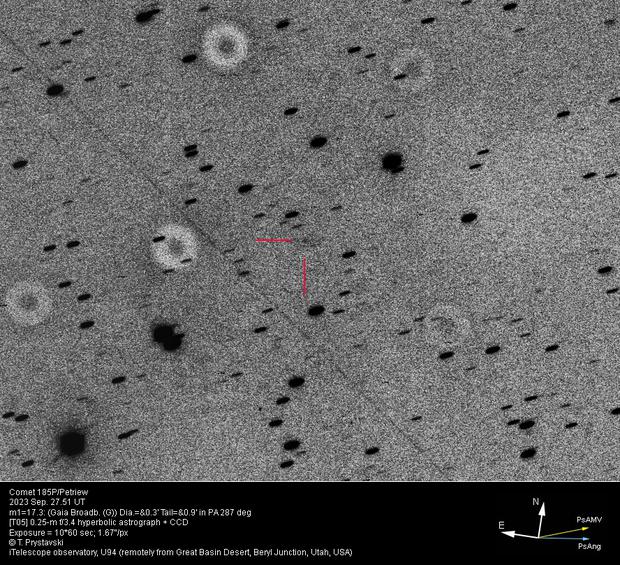 Comet 185P/Petriew
2023 Sep. 27.51 UT
m1=17.3: (Gaia Broadb. (G)) Dia.=&0.3' Tail=&0.9' in PA 287 deg
[T05] 0.25-m f/3.4 hyperbolic astrograph + CCD
Exposure = 10*60 sec; 1.67"/px
© T. Prystavski
iTelescope observatory, U94 (remotely from Great Basin Desert, Beryl Junction, Utah, USA)
N
E
PsAMV
PsAng